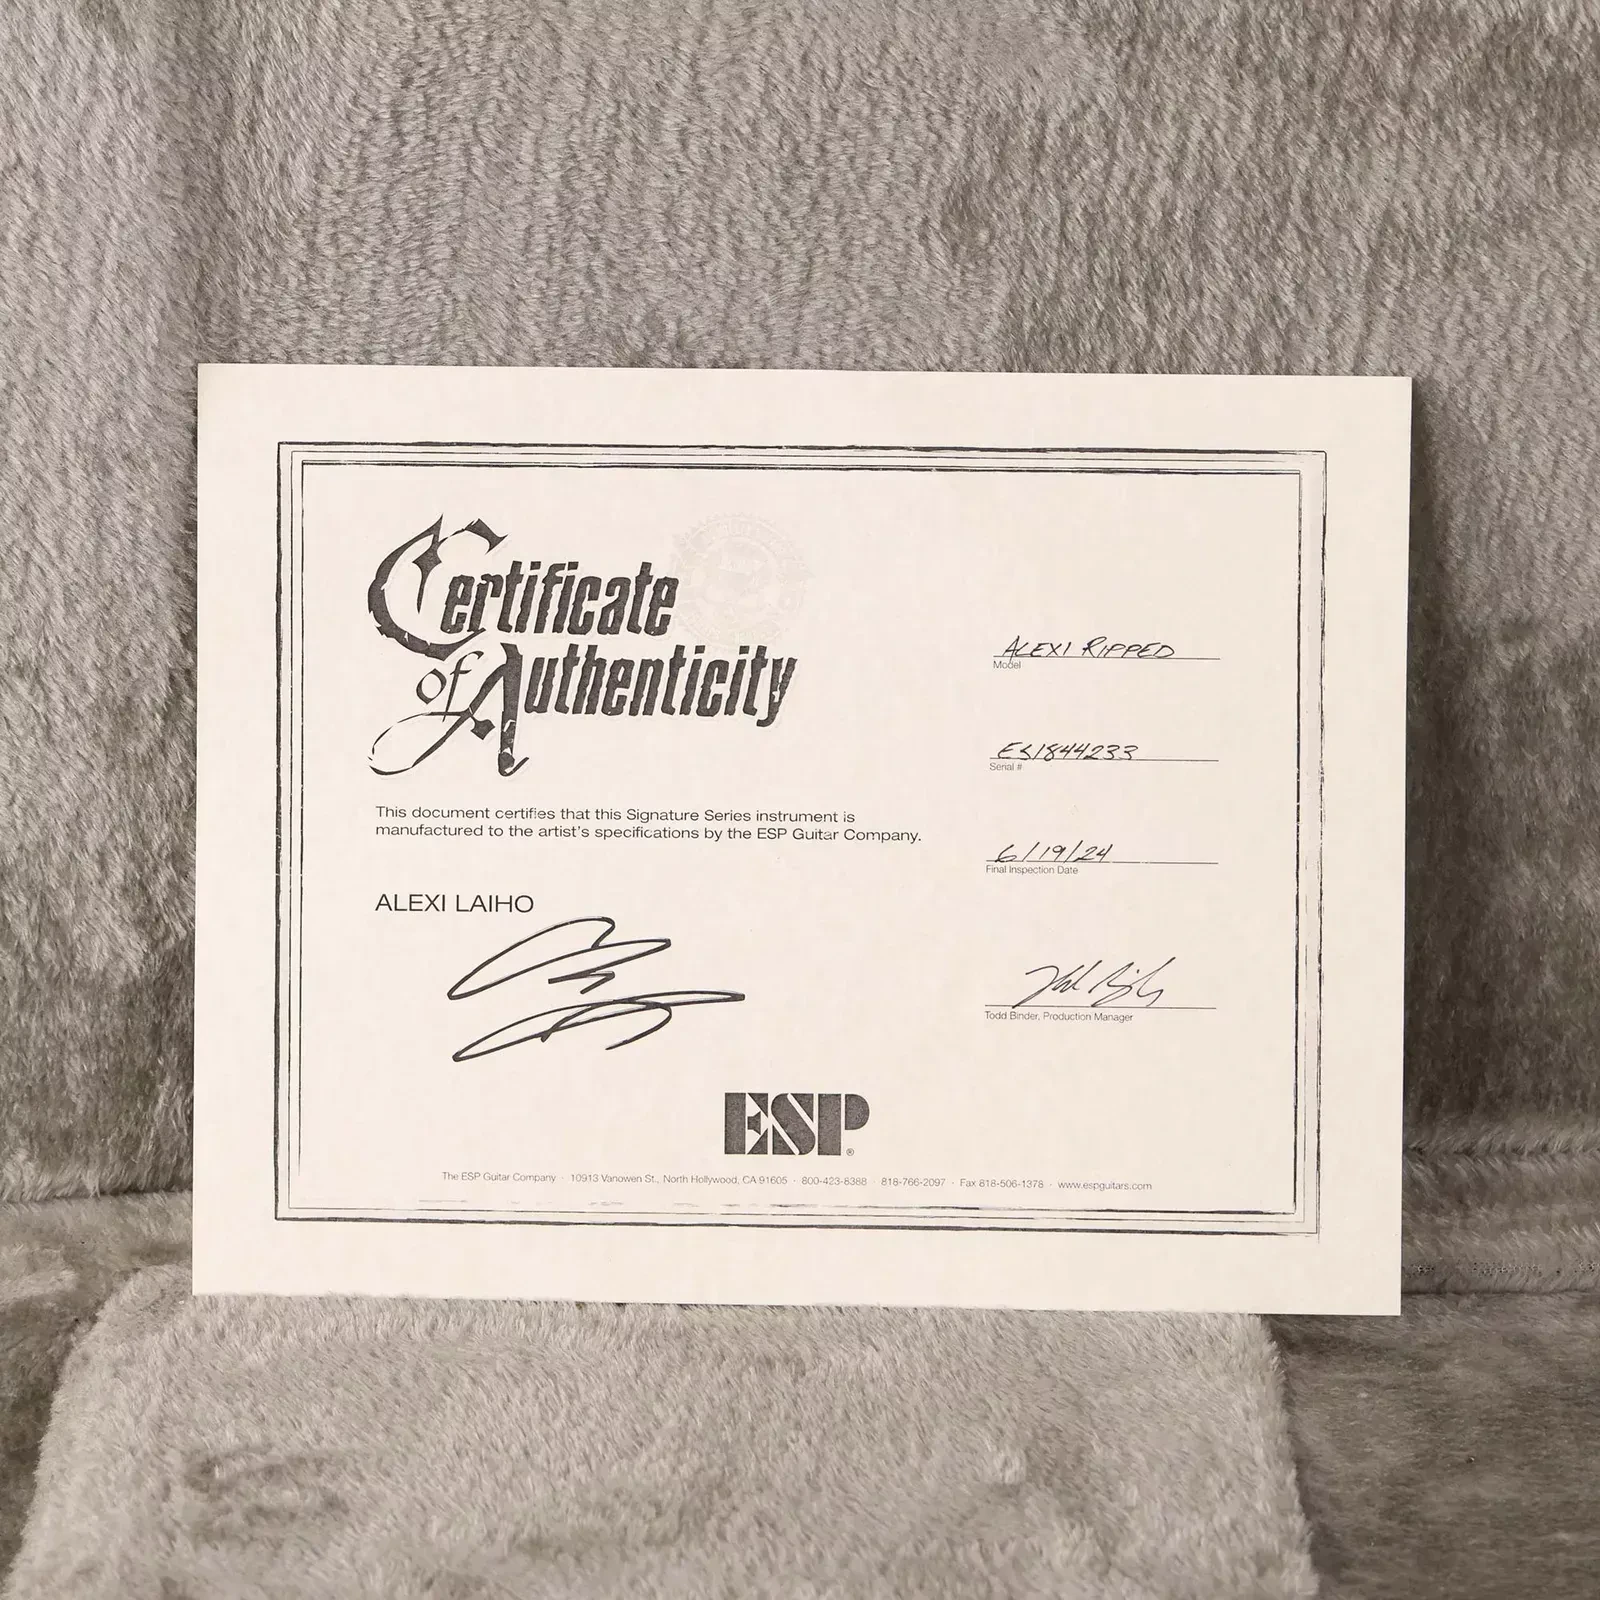 Certificate
of Authenticity
This document certifies that this Signature Series instrument is
manufactured to the artist's specifications by the ESP Guitar Company.
ALEXI LAIHO
ALEXI RIPPED
Model
ES1844233
Serial #
6/19/24
Final Inspection Date
Todd Binder, Production Manager
ESP®
The ESP Guitar Company · 10913 Vanowen St., North Hollywood, CA 91605 · 800-423-8388 · 818-766-2097 · Fax 818-506-1378 · www.espguitars.com